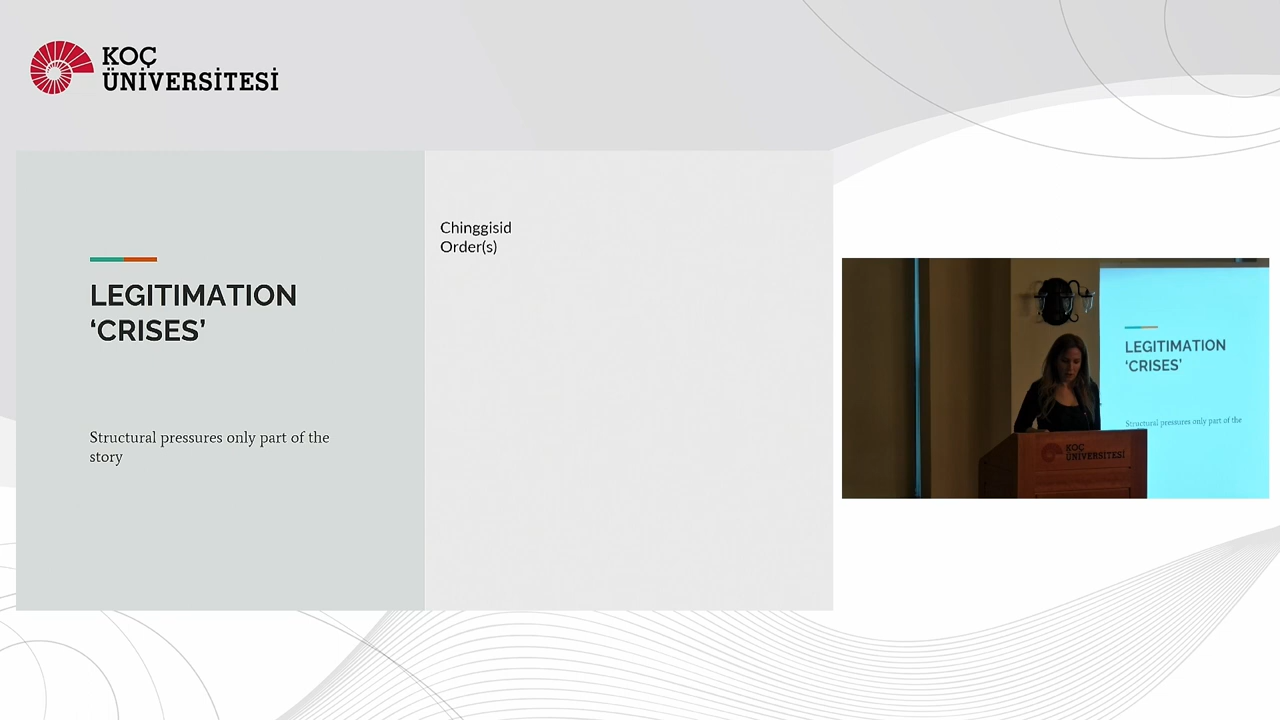 KOÇ
ÜNİVERSİTESİ
LEGITIMATION
‘CRISES’
Structural pressures only part of the
story
Chinggisid
Order(s)
LEGITIMATION
‘CRISES’
Structural pressures only part of the
KOÇ
ÜNİVERSİTESİ